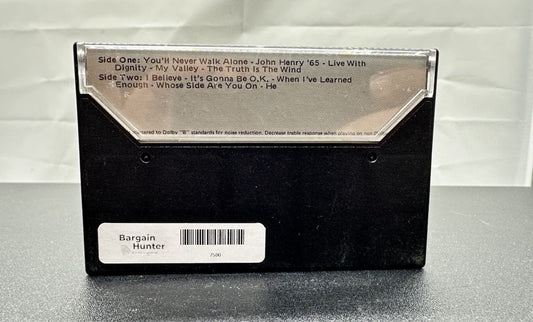 Side One: You'll Never Walk Alone - John Henry '65 - Live With
Dignity - My Valley - The Truth Is The Wind
Side Two: I Believe - It's Gonna Be O.K. - When I've Learned
Enough - Whose Side Are You On - He
to Dolby "B" standards for noise reduction. Decrease treble response when playing on non
Bargain
Hunter
7500